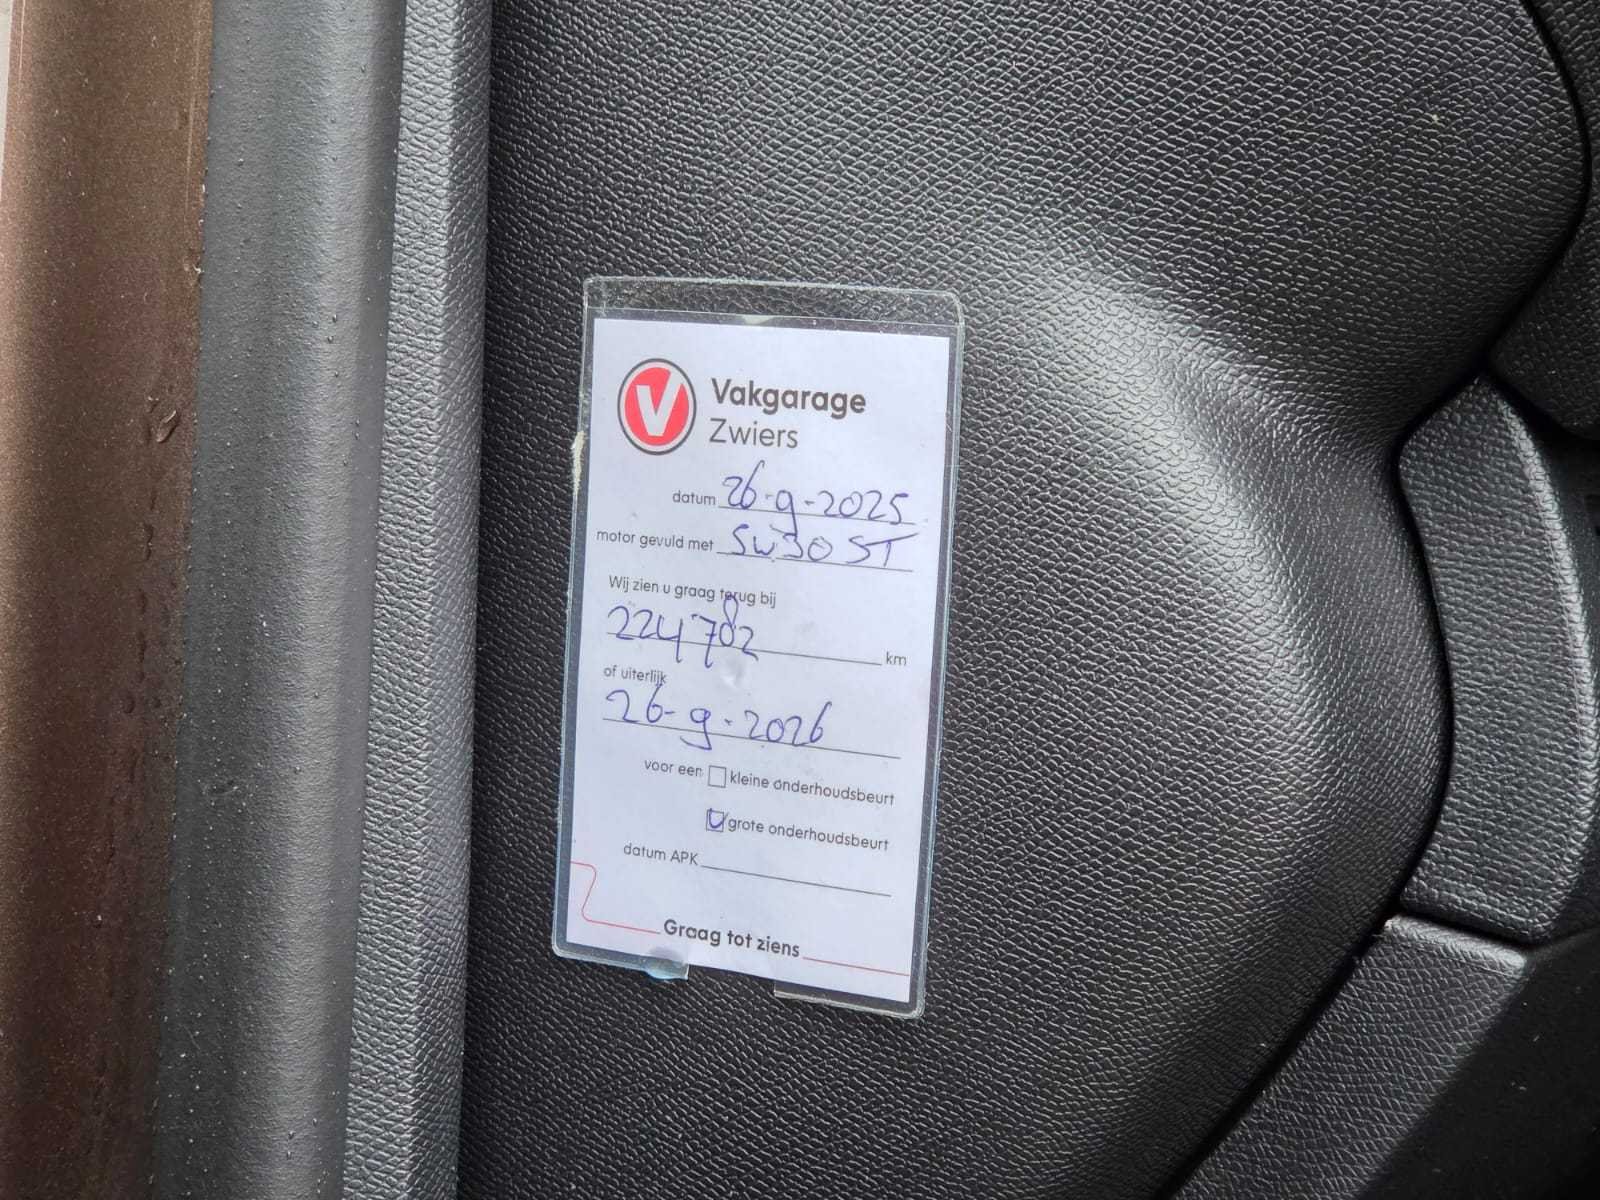 V
Vakgarage
Zwiers
datum 26-9-2025
motor gevuld met 5W30 ST
Wij zien u graag terug bij
224782 km
of uiterlijk
26-9-2026
voor een kleine onderhoudsbeurt
grote onderhoudsbeurt
datum APK
Graag tot ziens